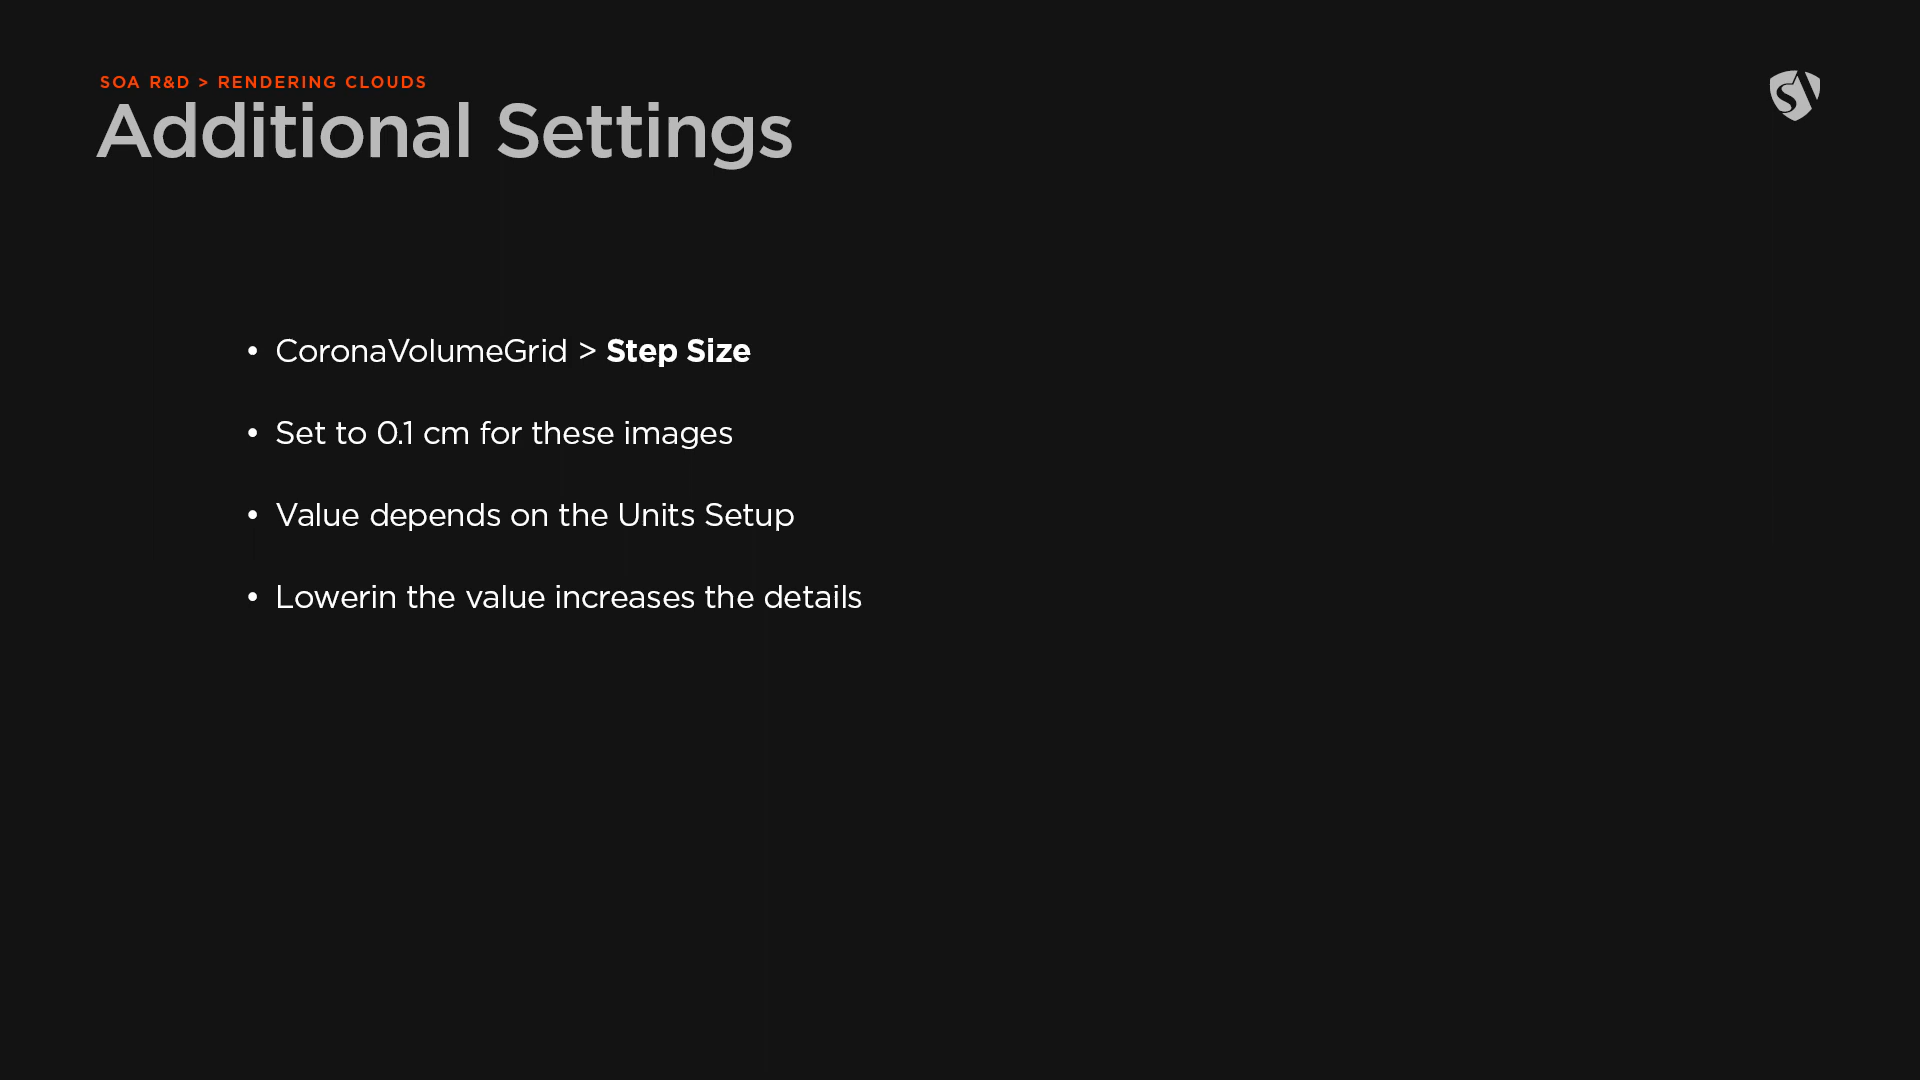 SOA R&D > RENDERING CLOUDS
Additional Settings
• CoronaVolumeGrid > Step Size
• Set to 0.1 cm for these images
• Value depends on the Units Setup
• Lowerin the value increases the details